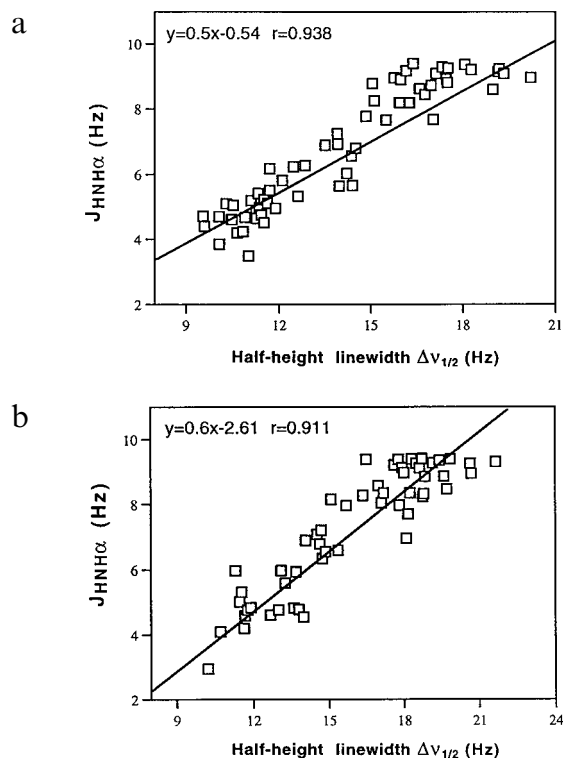 a
y=0.5x-0.54 r=0.938
10
8
6
4
2
JHNHα (Hz)
9 12 15 18 21
Half-height linewidth Δν1/2 (Hz)
b
y=0.6x-2.61 r=0.911
10
8
6
4
2
JHNHα (Hz)
9 12 15 18 21 24
Half-height linewidth Δν1/2 (Hz)